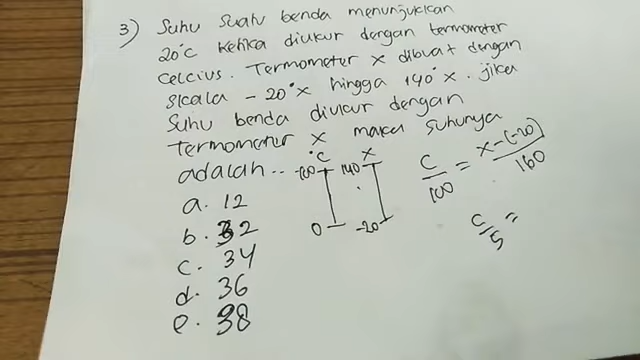 3) Suhu suatu benda menunjukkan
20°C ketika diukur dengan termometer
Celcius. Termometer X dibuat dengan
skala -20°X hingga 140°X. jika
Suhu benda diukur dengan
Termometer X maka suhunya
adalah..
°C X
100 140
0 -20
C/100 = X-(-20)/160
C/5 =
a. 12
b. 32
c. 34
d. 36
e. 38